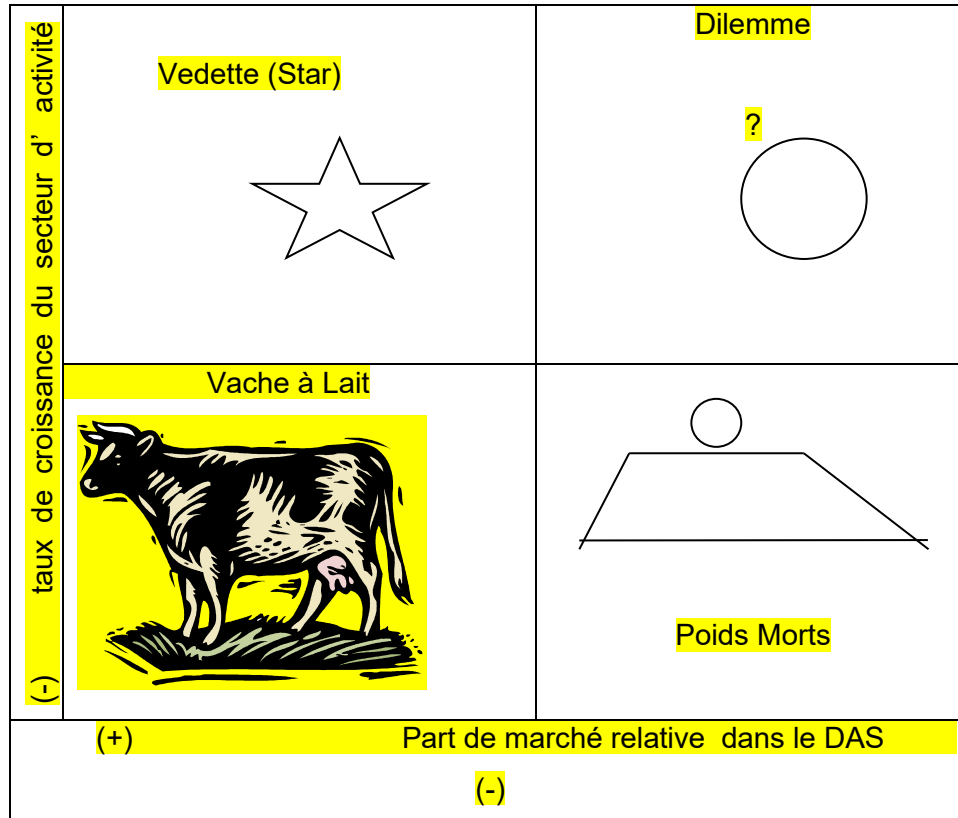 taux de croissance du secteur d' activité
(-)
Vedette (Star)
Dilemme
?
Vache à Lait
Poids Morts
(+) Part de marché relative dans le DAS
(-)